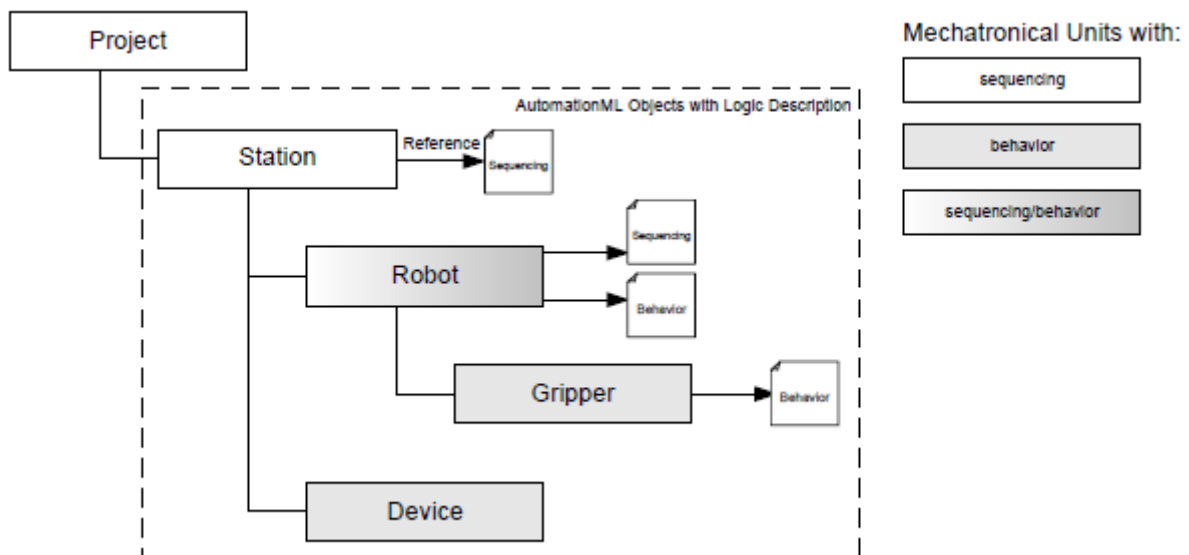 Project
Mechatronical Units with:
sequencing
AutomationML Objects with Logic Description
Station
Reference
Sequencing
behavior
sequencing/behavior
Robot
Sequencing
Behavior
Gripper
Behavior
Device